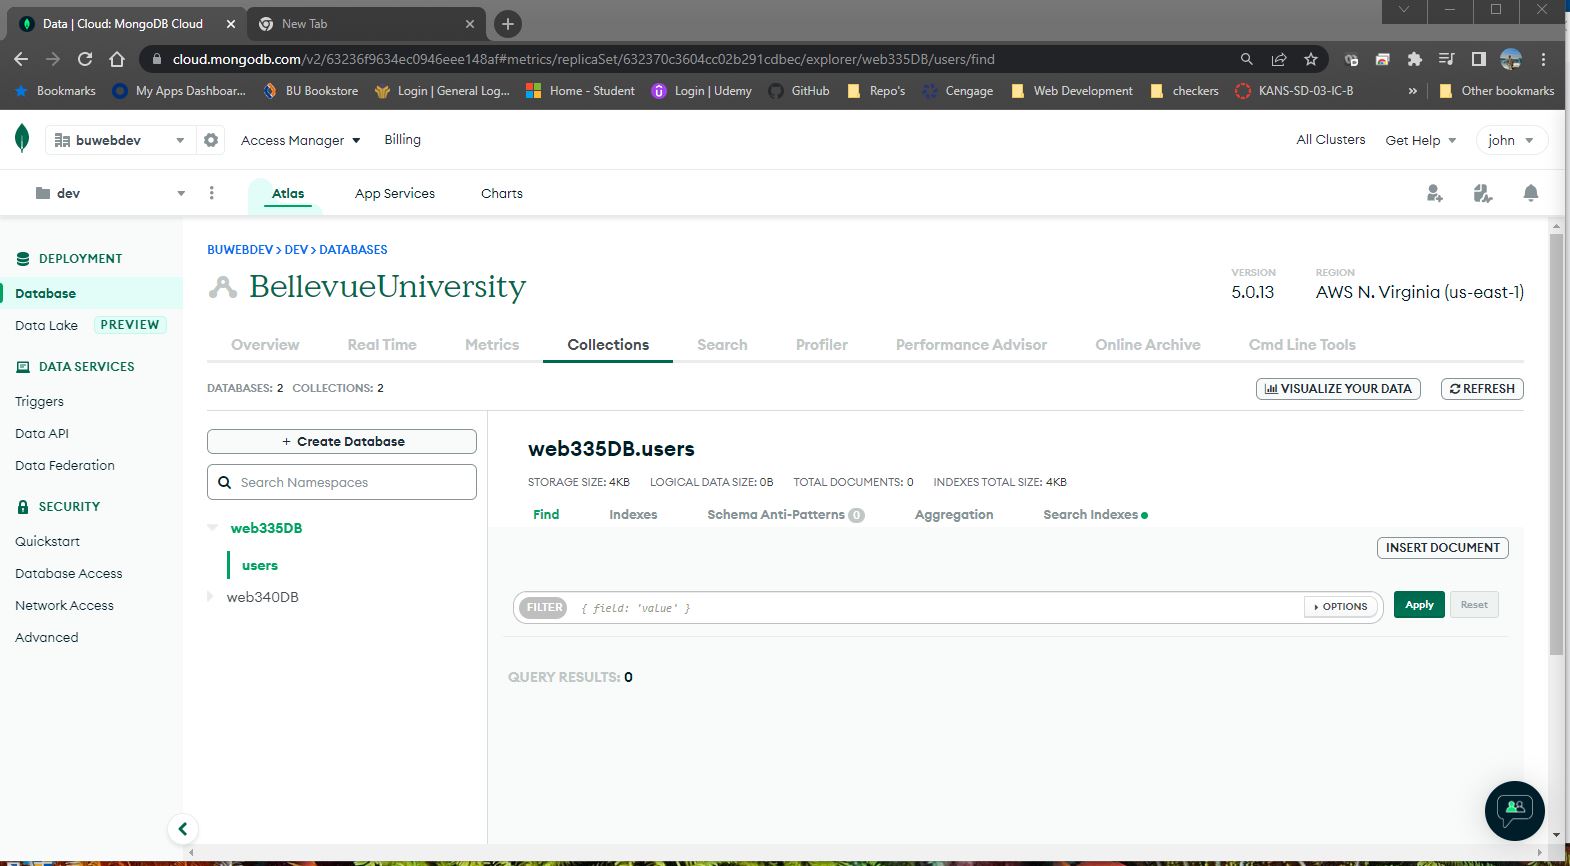 Data | Cloud: MongoDB Cloud
New Tab
cloud.mongodb.com/v2/63236f9634ec0946eee148af#metrics/replicaSet/632370c3604cc02b291cdbec/explorer/web335DB/users/find
Bookmarks My Apps Dashboar... BU Bookstore Login | General Log... Home - Student Login | Udemy GitHub Repo's Cengage Web Development checkers KANS-SD-03-IC-B » Other bookmarks
buwebdev Access Manager Billing All Clusters Get Help john
dev Atlas App Services Charts
DEPLOYMENT
Database
Data Lake PREVIEW
DATA SERVICES
Triggers
Data API
Data Federation
SECURITY
Quickstart
Database Access
Network Access
Advanced
BUWEBDEV > DEV > DATABASES
BellevueUniversity
VERSION
5.0.13
REGION
AWS N. Virginia (us-east-1)
Overview Real Time Metrics Collections Search Profiler Performance Advisor Online Archive Cmd Line Tools
DATABASES: 2 COLLECTIONS: 2
VISUALIZE YOUR DATA REFRESH
+ Create Database
Search Namespaces
web335DB
users
web340DB
web335DB.users
STORAGE SIZE: 4KB LOGICAL DATA SIZE: 0B TOTAL DOCUMENTS: 0 INDEXES TOTAL SIZE: 4KB
Find Indexes Schema Anti-Patterns 0 Aggregation Search Indexes
INSERT DOCUMENT
FILTER { field: 'value' } OPTIONS Apply Reset
QUERY RESULTS: 0